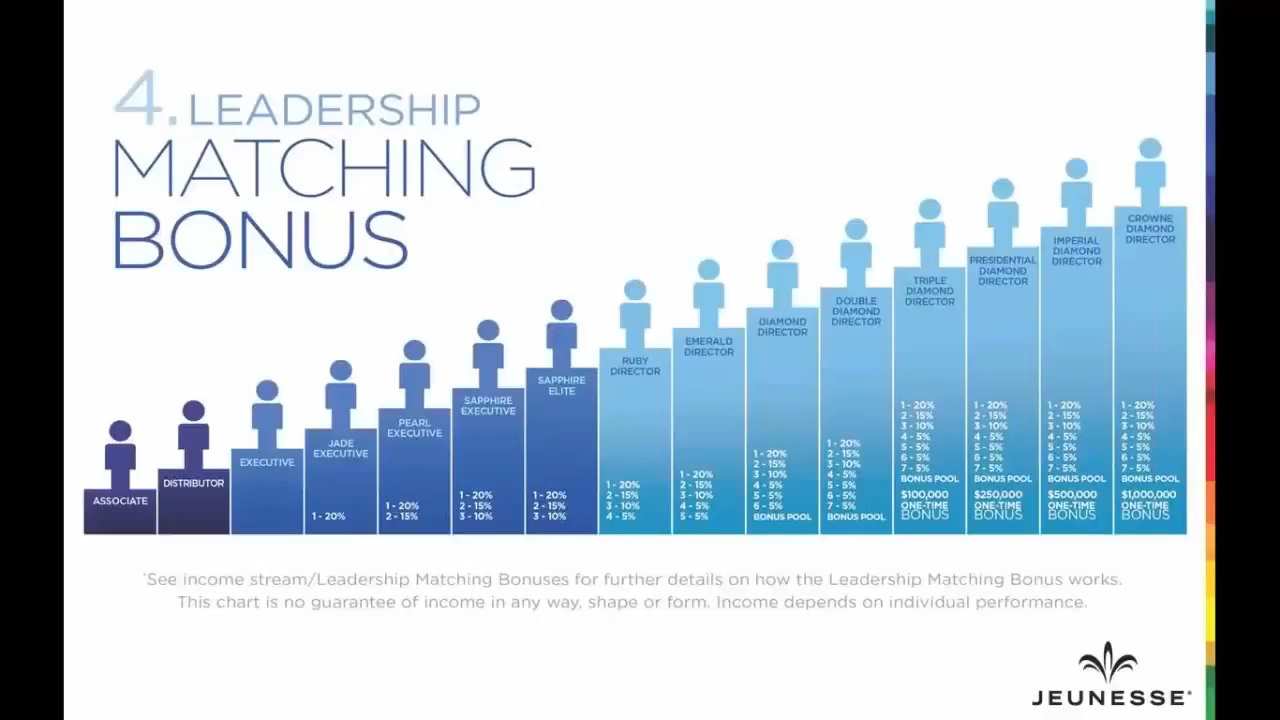 4. LEADERSHIP
MATCHING
BONUS
ASSOCIATE
DISTRIBUTOR
EXECUTIVE
JADE
EXECUTIVE
1 - 20%
PEARL
EXECUTIVE
1 - 20%
2 - 15%
SAPPHIRE
EXECUTIVE
1 - 20%
2 - 15%
3 - 10%
SAPPHIRE
ELITE
1 - 20%
2 - 15%
3 - 10%
RUBY
DIRECTOR
1 - 20%
2 - 15%
3 - 10%
4 - 5%
EMERALD
DIRECTOR
1 - 20%
2 - 15%
3 - 10%
4 - 5%
5 - 5%
DIAMOND
DIRECTOR
1 - 20%
2 - 15%
3 - 10%
4 - 5%
5 - 5%
6 - 5%
BONUS POOL
DOUBLE
DIAMOND
DIRECTOR
1 - 20%
2 - 15%
3 - 10%
4 - 5%
5 - 5%
6 - 5%
7 - 5%
BONUS POOL
TRIPLE
DIAMOND
DIRECTOR
1 - 20%
2 - 15%
3 - 10%
4 - 5%
5 - 5%
6 - 5%
7 - 5%
BONUS POOL
$100,000
ONE-TIME
BONUS
PRESIDENTIAL
DIAMOND
DIRECTOR
1 - 20%
2 - 15%
3 - 10%
4 - 5%
5 - 5%
6 - 5%
7 - 5%
BONUS POOL
$250,000
ONE-TIME
BONUS
IMPERIAL
DIAMOND
DIRECTOR
1 - 20%
2 - 15%
3 - 10%
4 - 5%
5 - 5%
6 - 5%
7 - 5%
BONUS POOL
$500,000
ONE-TIME
BONUS
CROWNE
DIAMOND
DIRECTOR
1 - 20%
2 - 15%
3 - 10%
4 - 5%
5 - 5%
6 - 5%
7 - 5%
BONUS POOL
$1,000,000
ONE-TIME
BONUS
*See income stream/Leadership Matching Bonuses for further details on how the Leadership Matching Bonus works.
This chart is no guarantee of income in any way, shape or form. Income depends on individual performance.
JEUNESSE®